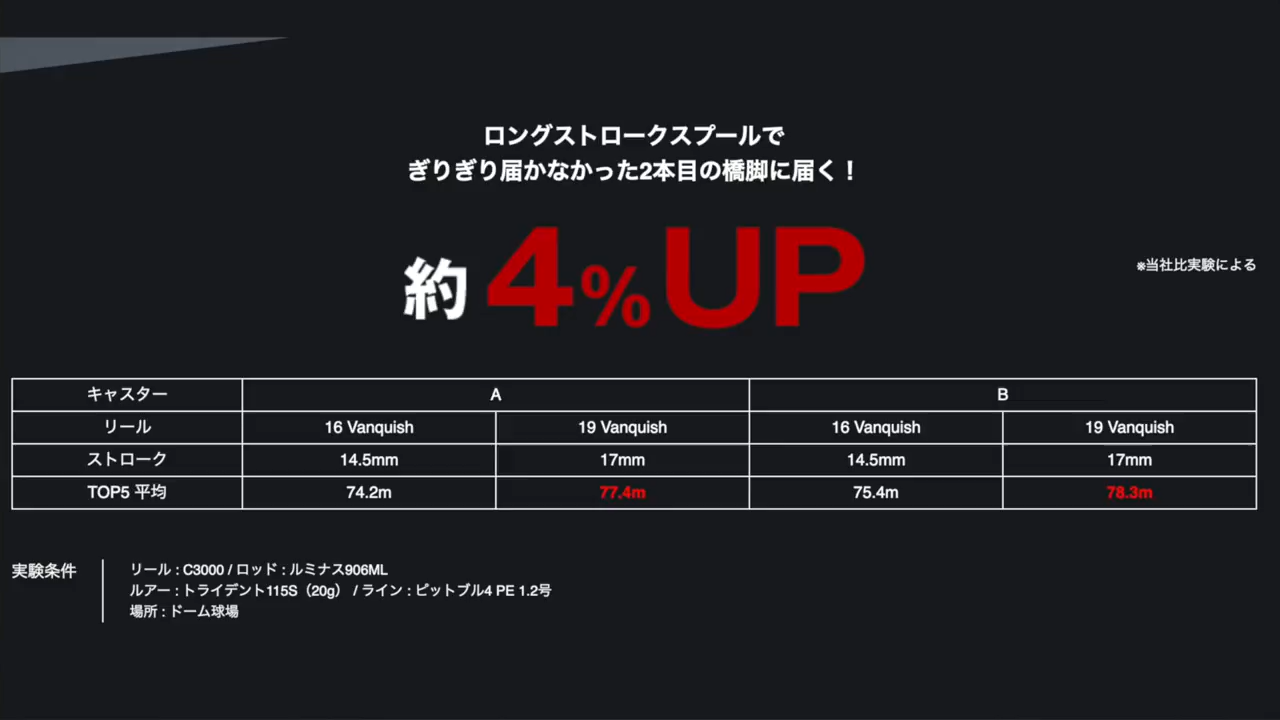 ロングストロークスプールで
ぎりぎり届かなかった2本目の橋脚に届く！
約4%UP
※当社比実験による
キャスター A B
リール 16 Vanquish 19 Vanquish 16 Vanquish 19 Vanquish
ストローク 14.5mm 17mm 14.5mm 17mm
TOP5 平均 74.2m 77.4m 75.4m 78.3m
実験条件
リール : C3000 / ロッド : ルミナス906ML
ルアー : トライデント115S（20g） / ライン : ピットブル4 PE 1.2号
場所 : ドーム球場